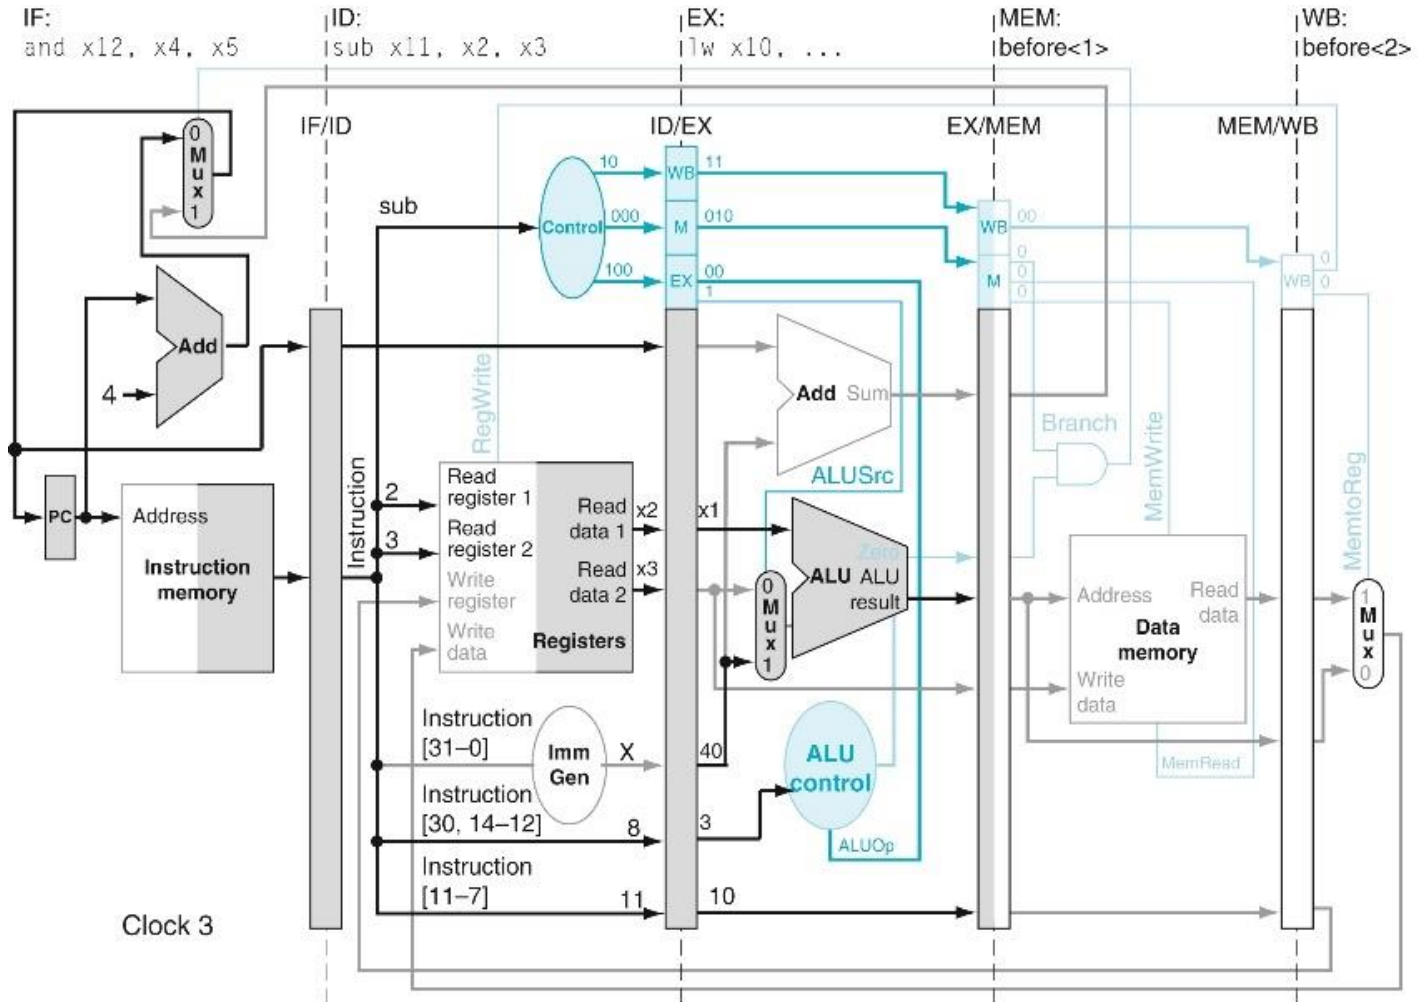 IF:
and x12, x4, x5
ID:
sub x11, x2, x3
EX:
lw x10, ...
MEM:
before<1>
WB:
before<2>
IF/ID
ID/EX
EX/MEM
MEM/WB
0
Mux
1
10
WB
11
sub
Control
000
M
010
100
EX
00
1
WB
00
M
0
0
0
WB
0
0
Add
4
RegWrite
Add Sum
Branch
ALUSrc
MemWrite
MemtoReg
PC
Address
Instruction
memory
Instruction
2
Read
register 1
3
Read
register 2
Write
register
Write
data
Read
data 1
Read
data 2
Registers
x2
x3
x1
Zero
ALU ALU
result
0
Mux
1
Address
Read
data
Data
memory
Write
data
MemRead
1
Mux
0
Instruction
[31–0]
Imm
Gen
X
40
ALU
control
Instruction
[30, 14–12]
8
3
ALUOp
Instruction
[11–7]
11
10
Clock 3